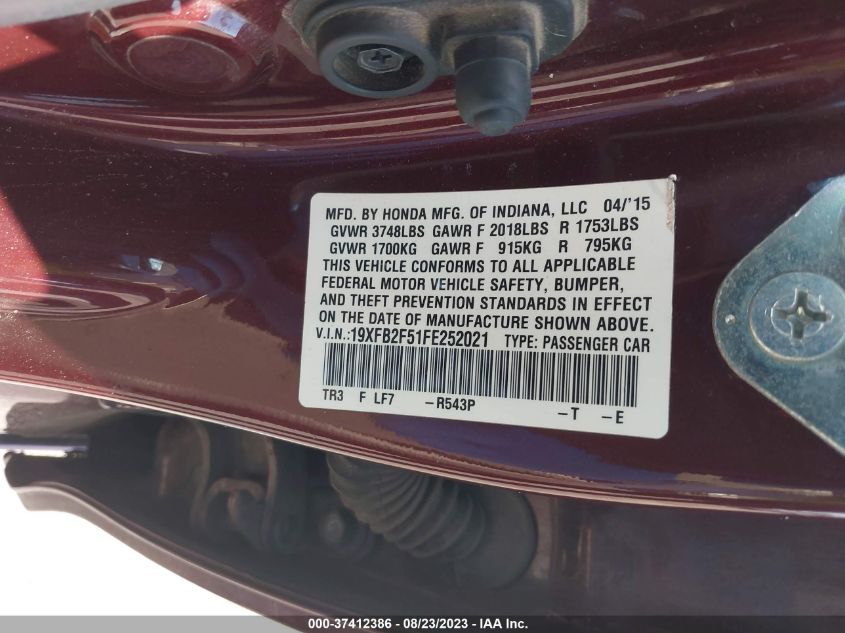 MFD. BY HONDA MFG. OF INDIANA, LLC 04/'15
GVWR 3748LBS GAWR F 2018LBS R 1753LBS
GVWR 1700KG GAWR F 915KG R 795KG
THIS VEHICLE CONFORMS TO ALL APPLICABLE
FEDERAL MOTOR VEHICLE SAFETY, BUMPER,
AND THEFT PREVENTION STANDARDS IN EFFECT
ON THE DATE OF MANUFACTURE SHOWN ABOVE.
V.I.N.:19XFB2F51FE252021 TYPE: PASSENGER CAR
TR3 F LF7 -R543P -T -E
000-37412386 - 08/23/2023 - IAAI.COM